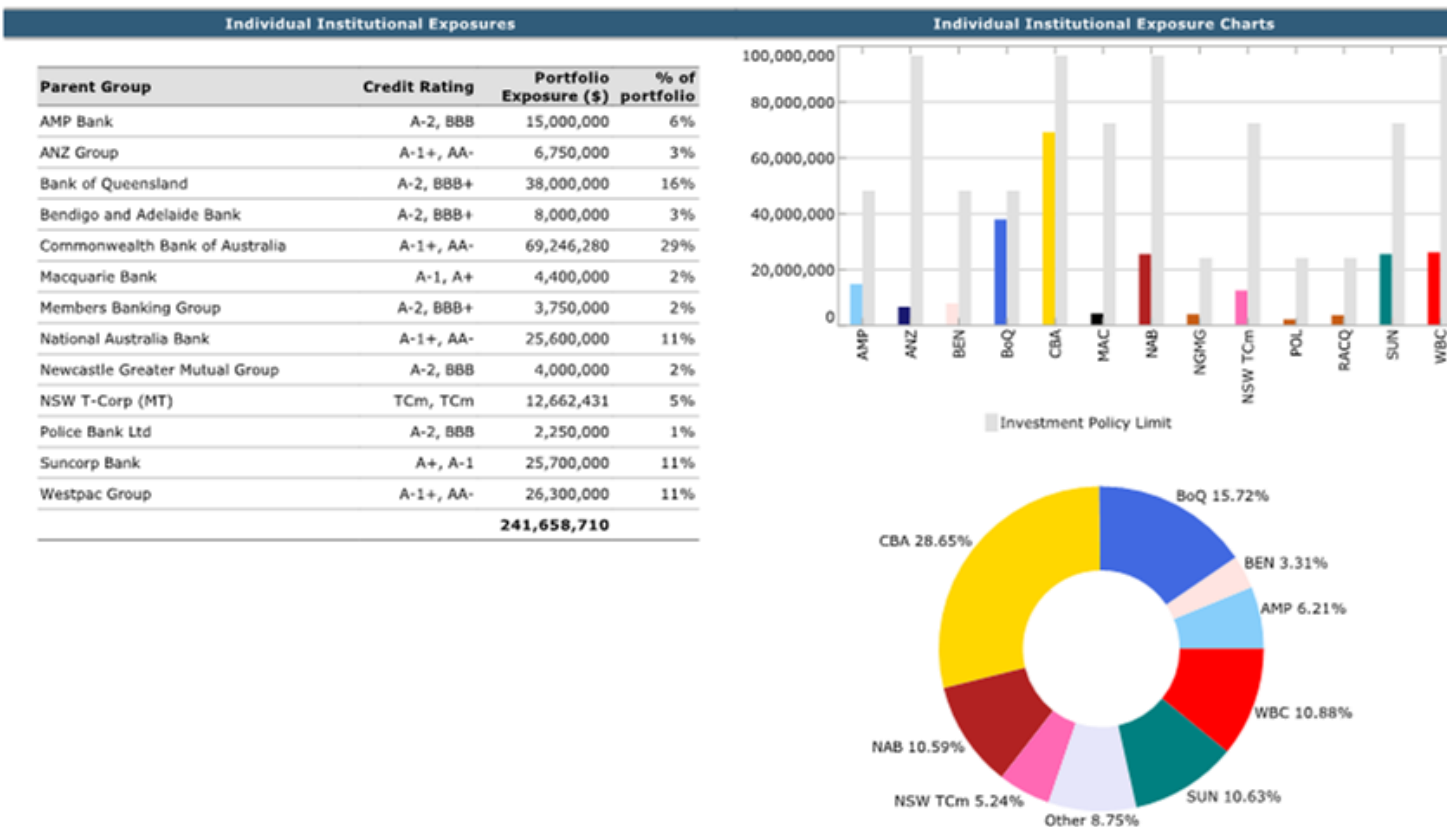 Individual Institutional Exposures
Parent Group Credit Rating Portfolio Exposure ($) % of portfolio
AMP Bank A-2, BBB 15,000,000 6%
ANZ Group A-1+, AA- 6,750,000 3%
Bank of Queensland A-2, BBB+ 38,000,000 16%
Bendigo and Adelaide Bank A-2, BBB+ 8,000,000 3%
Commonwealth Bank of Australia A-1+, AA- 69,246,280 29%
Macquarie Bank A-1, A+ 4,400,000 2%
Members Banking Group A-2, BBB+ 3,750,000 2%
National Australia Bank A-1+, AA- 25,600,000 11%
Newcastle Greater Mutual Group A-2, BBB 4,000,000 2%
NSW T-Corp (MT) TCm, TCm 12,662,431 5%
Police Bank Ltd A-2, BBB 2,250,000 1%
Suncorp Bank A+, A-1 25,700,000 11%
Westpac Group A-1+, AA- 26,300,000 11%
241,658,710
Individual Institutional Exposure Charts
100,000,000
80,000,000
60,000,000
40,000,000
20,000,000
0
AMP
ANZ
BEN
BoQ
CBA
MAC
NAB
NGMG
NSW TCm
POL
RACQ
SUN
WBC
Investment Policy Limit
BoQ 15.72%
CBA 28.65%
BEN 3.31%
AMP 6.21%
WBC 10.88%
NAB 10.59%
SUN 10.63%
NSW TCm 5.24%
Other 8.75%